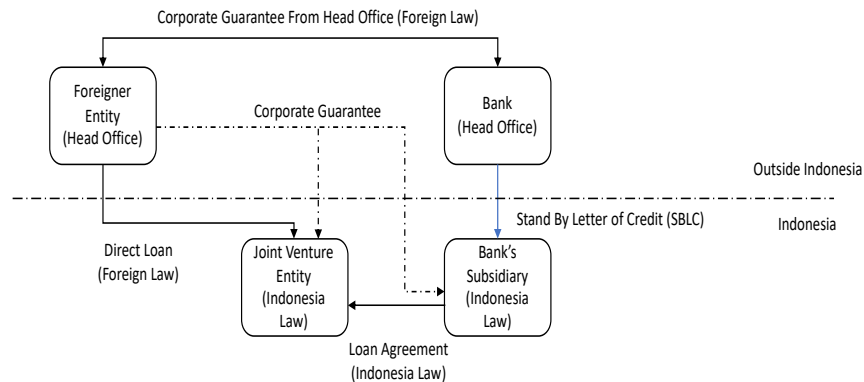 Corporate Guarantee From Head Office (Foreign Law)
Foreigner
Entity
(Head Office)
Corporate Guarantee
Bank
(Head Office)
Outside Indonesia
Stand By Letter of Credit (SBLC)
Indonesia
Direct Loan
(Foreign Law)
Joint Venture
Entity
(Indonesia
Law)
Bank's
Subsidiary
(Indonesia
Law)
Loan Agreement
(Indonesia Law)